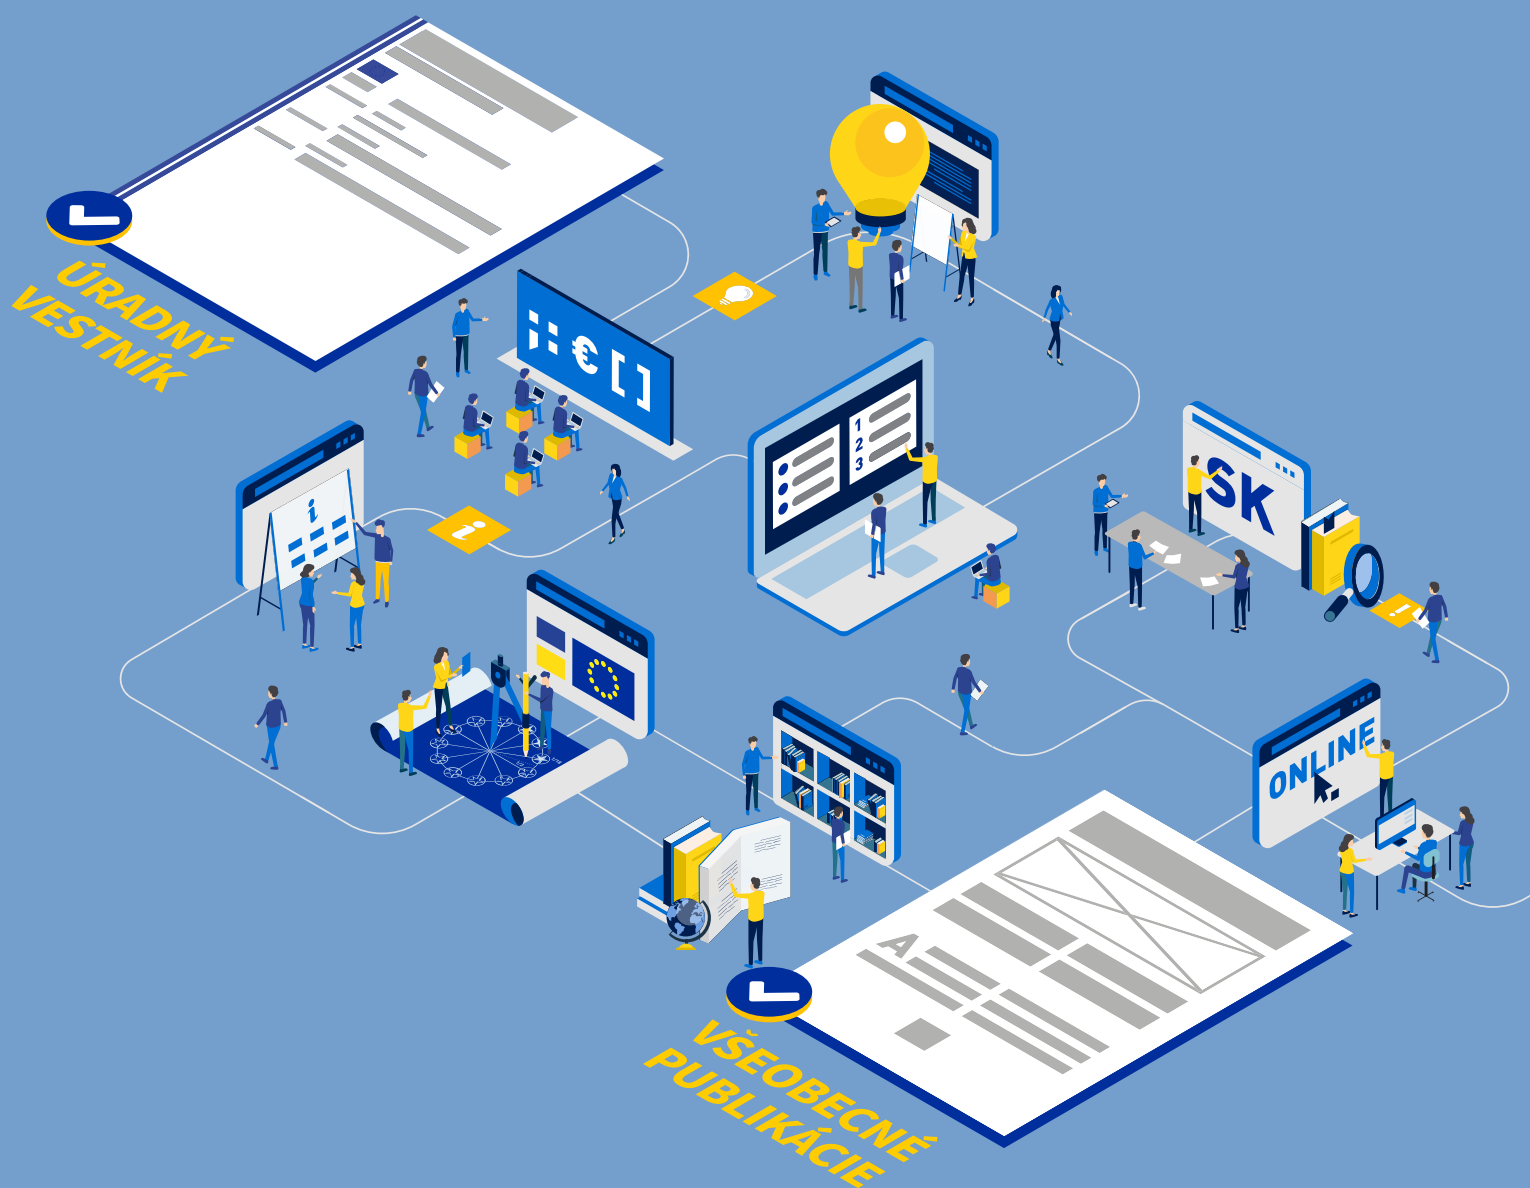 ÚRADNÝ
VESTNÍK
; : € [ ]
i
i
1
2
3
SK
!
ONLINE
A
VŠEOBECNÉ
PUBLIKÁCIE